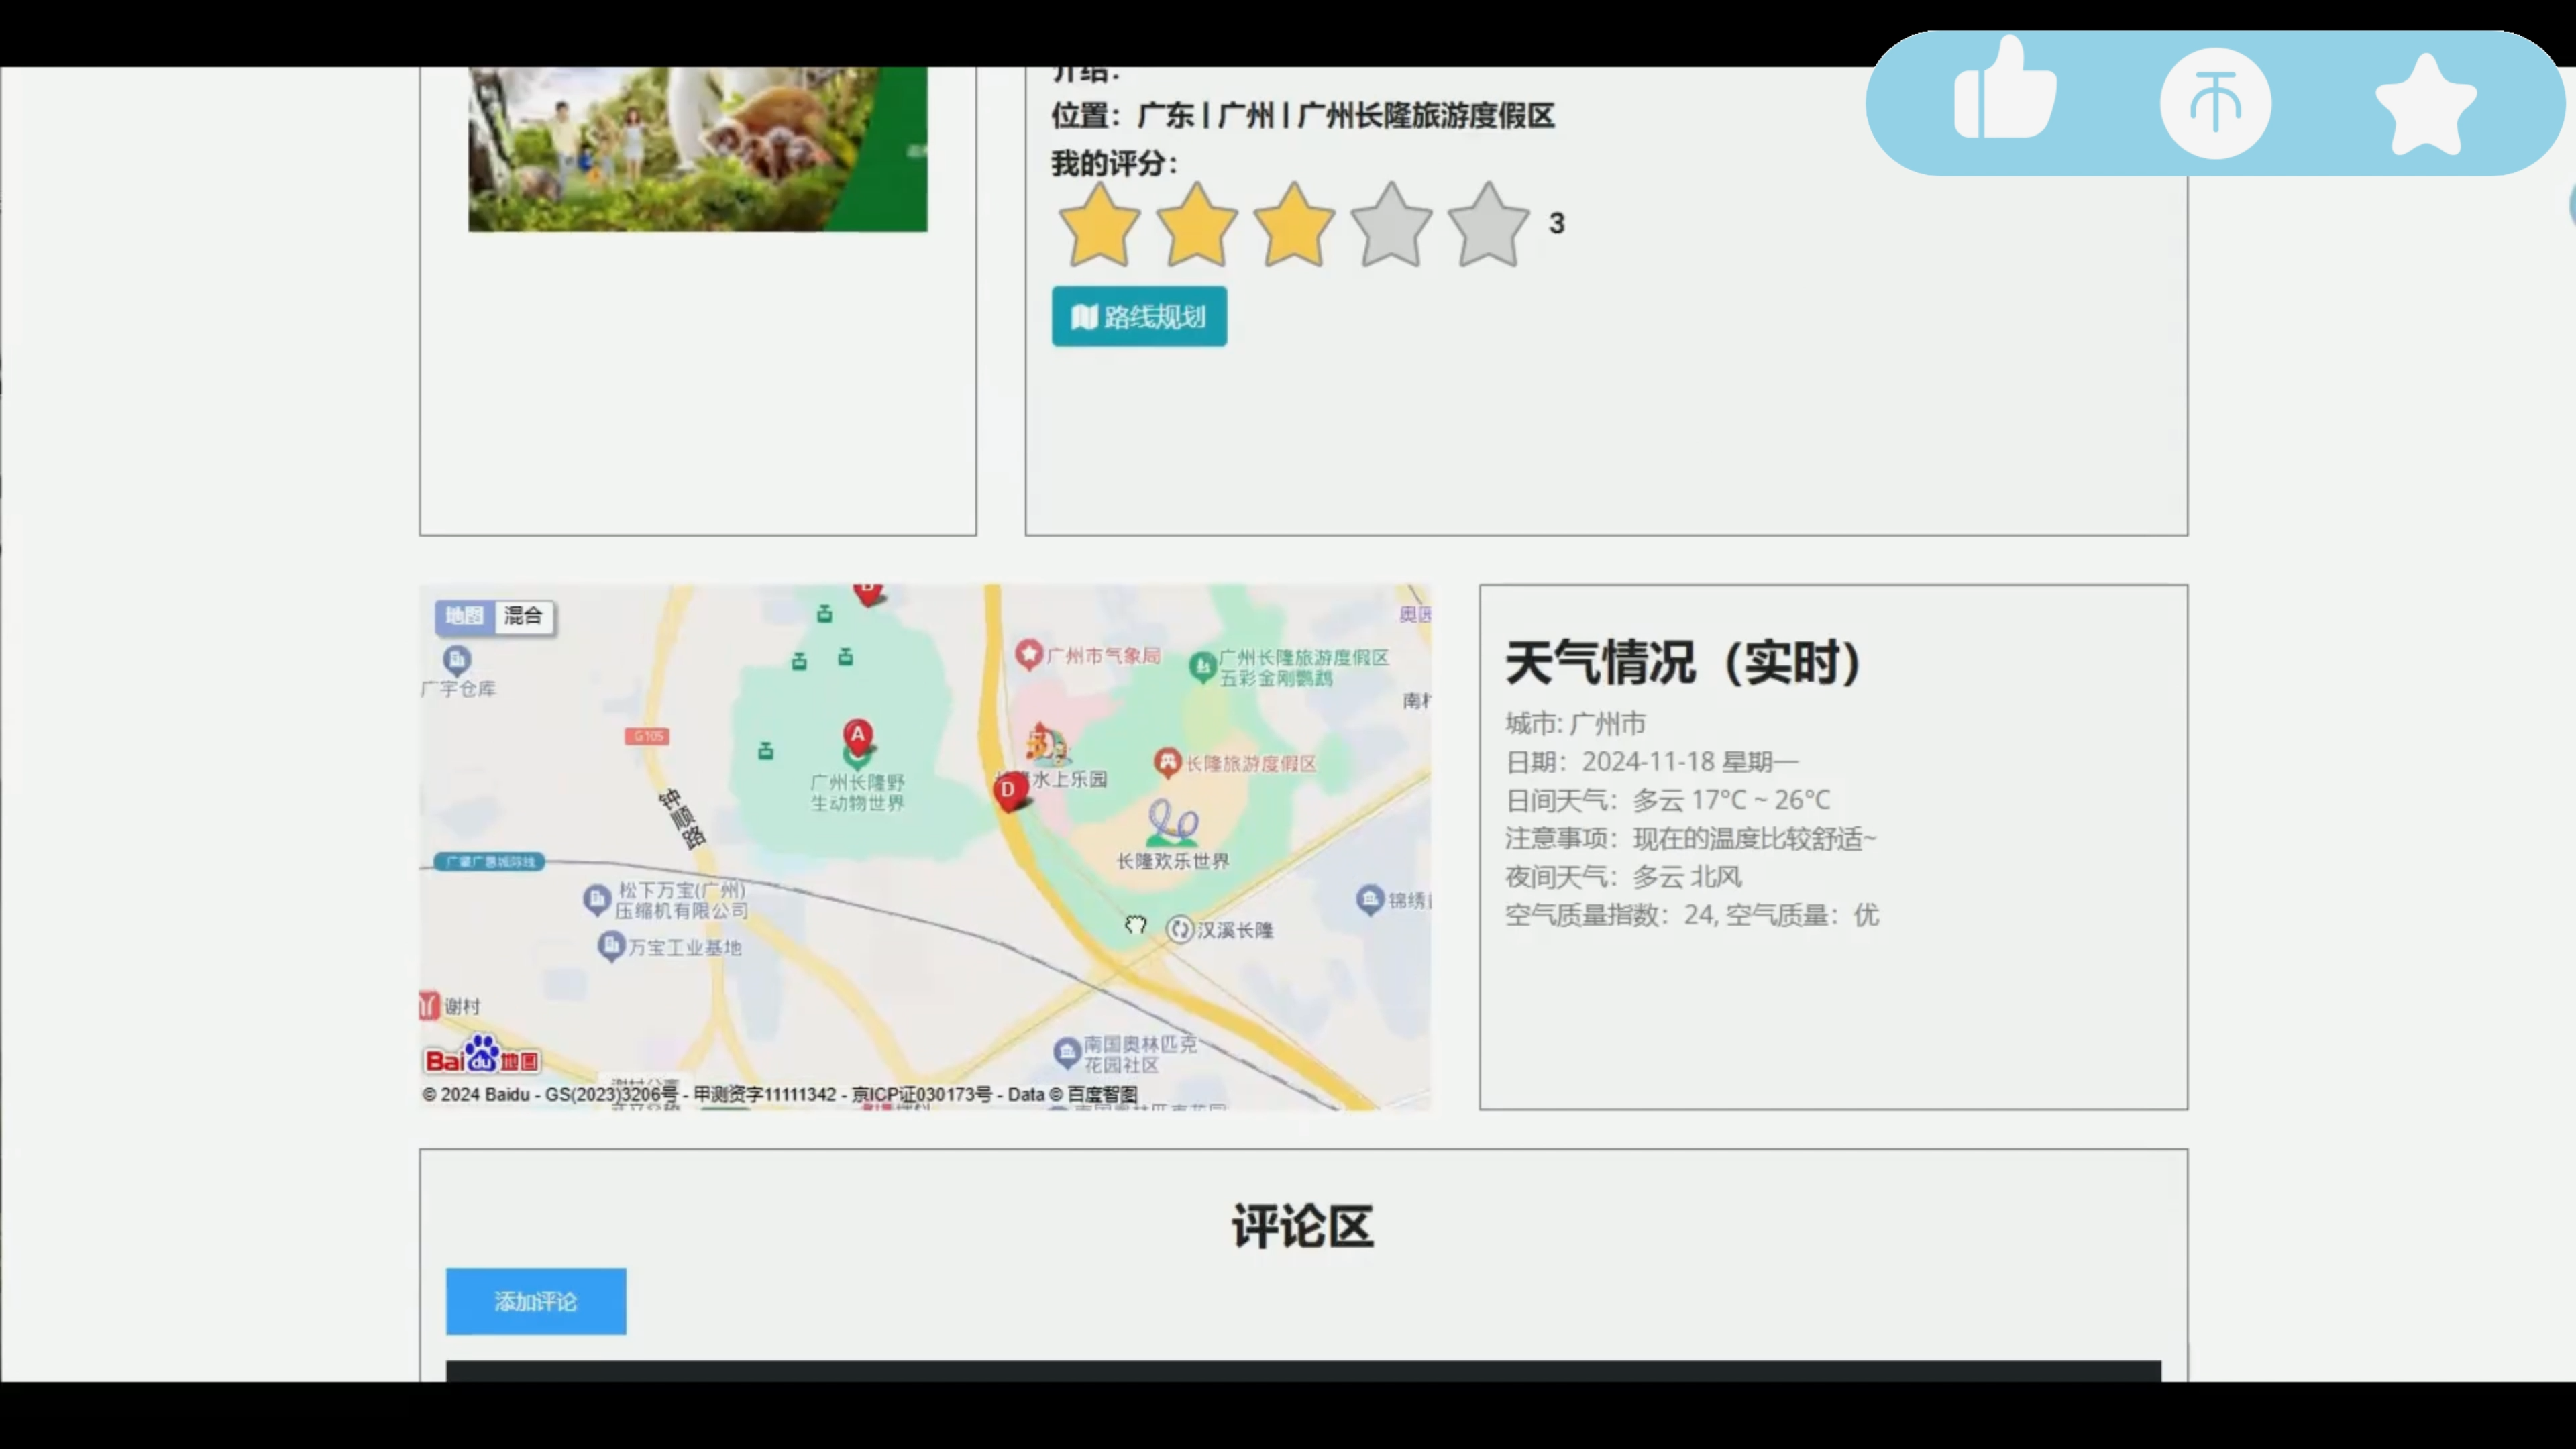 介绍：
位置：广东 | 广州 | 广州长隆旅游度假区
我的评分：
3
路线规划
地图
混合
广宇仓库
G105
钟顺路
A
广州长隆野
生动物世界
广州市气象局
广州长隆旅游度假区
五彩金刚鹦鹉
南村
水上乐园
D
长隆旅游度假区
长隆欢乐世界
松下万宝(广州)
压缩机有限公司
万宝工业基地
汉溪长隆
锦绣
谢村
南国奥林匹克
花园社区
Bai du 地图
© 2024 Baidu - GS(2023)3206号 - 甲测资字11111342 - 京ICP证030173号 - Data © 百度智图
天气情况（实时）
城市: 广州市
日期：2024-11-18 星期一
日间天气：多云 17°C ~ 26°C
注意事项：现在的温度比较舒适~
夜间天气：多云 北风
空气质量指数：24, 空气质量：优
评论区
添加评论